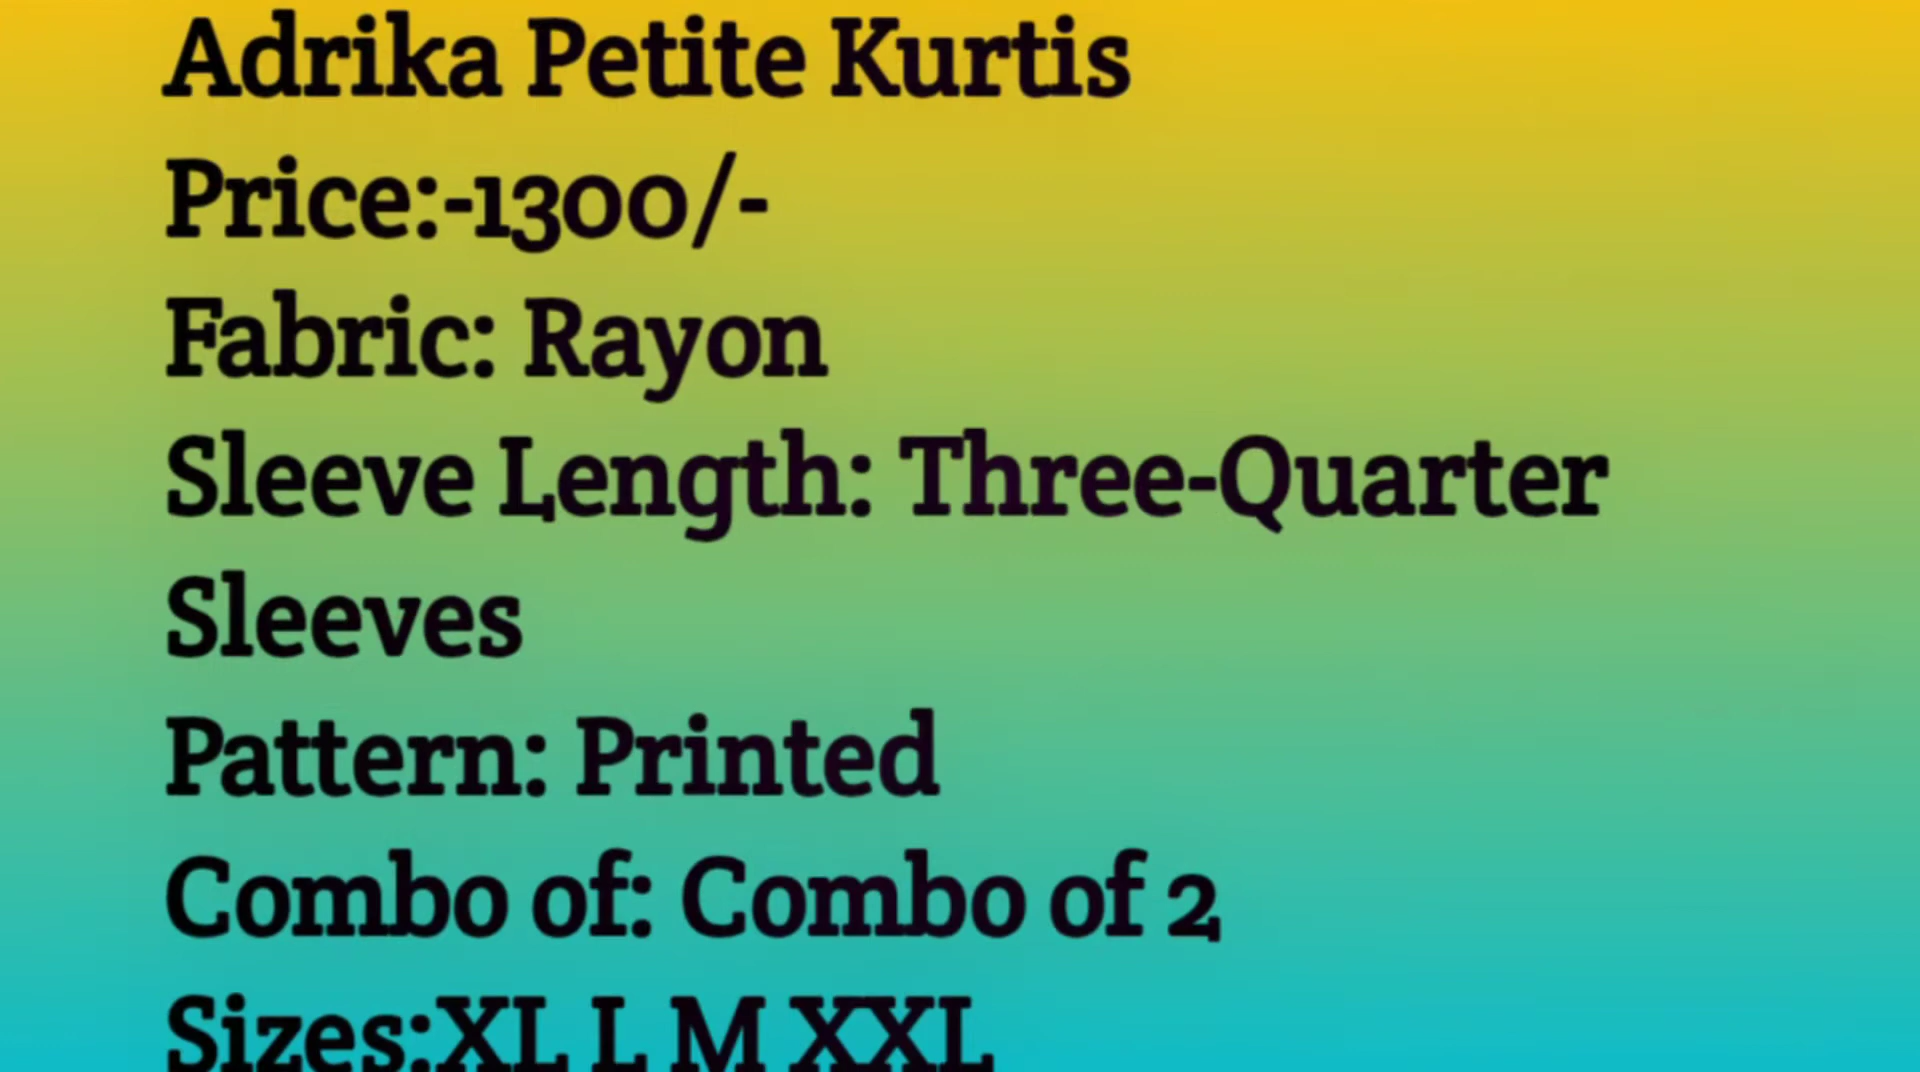 Adrika Petite Kurtis
Price:-1300/-
Fabric: Rayon
Sleeve Length: Three-Quarter
Sleeves
Pattern: Printed
Combo of: Combo of 2
Sizes:XL L M XXL